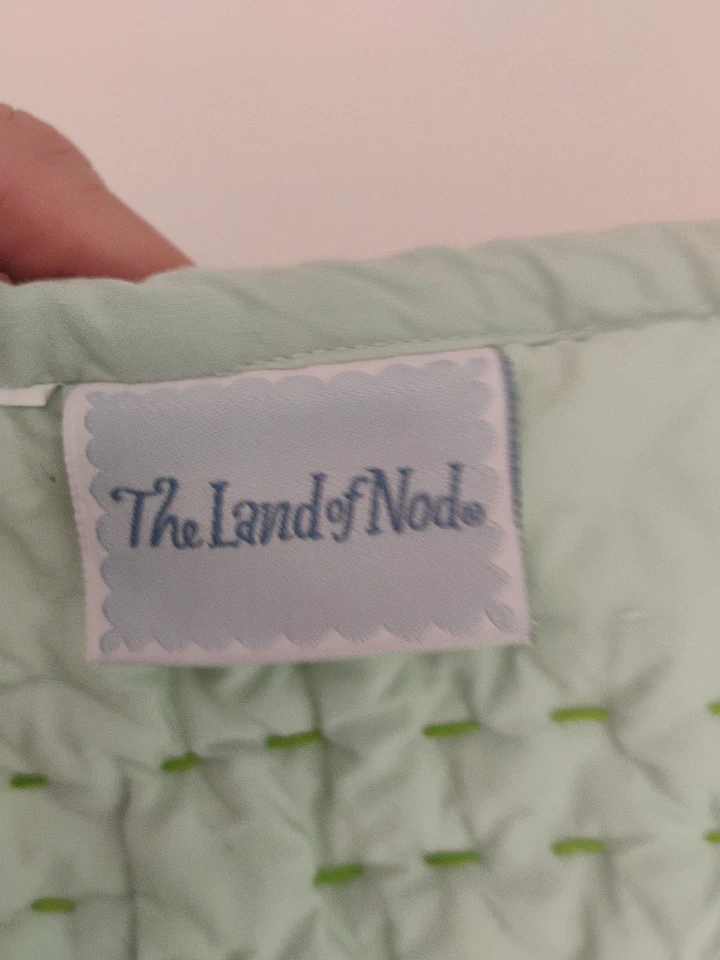 The Land of Nod®